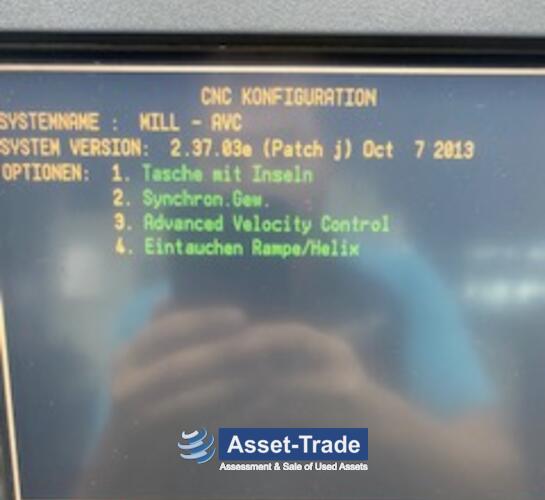 CNC KONFIGURATION
SYSTEMNAME : MILL - AVC
SYSTEM VERSION: 2.37.03e (Patch j) Oct 7 2013
OPTIONEN: 1. Tasche mit Inseln
2. Synchron.Gew.
3. Advanced Velocity Control
4. Eintauchen Rampe/Helix
Asset-Trade
Assessment & Sale of Used Assets